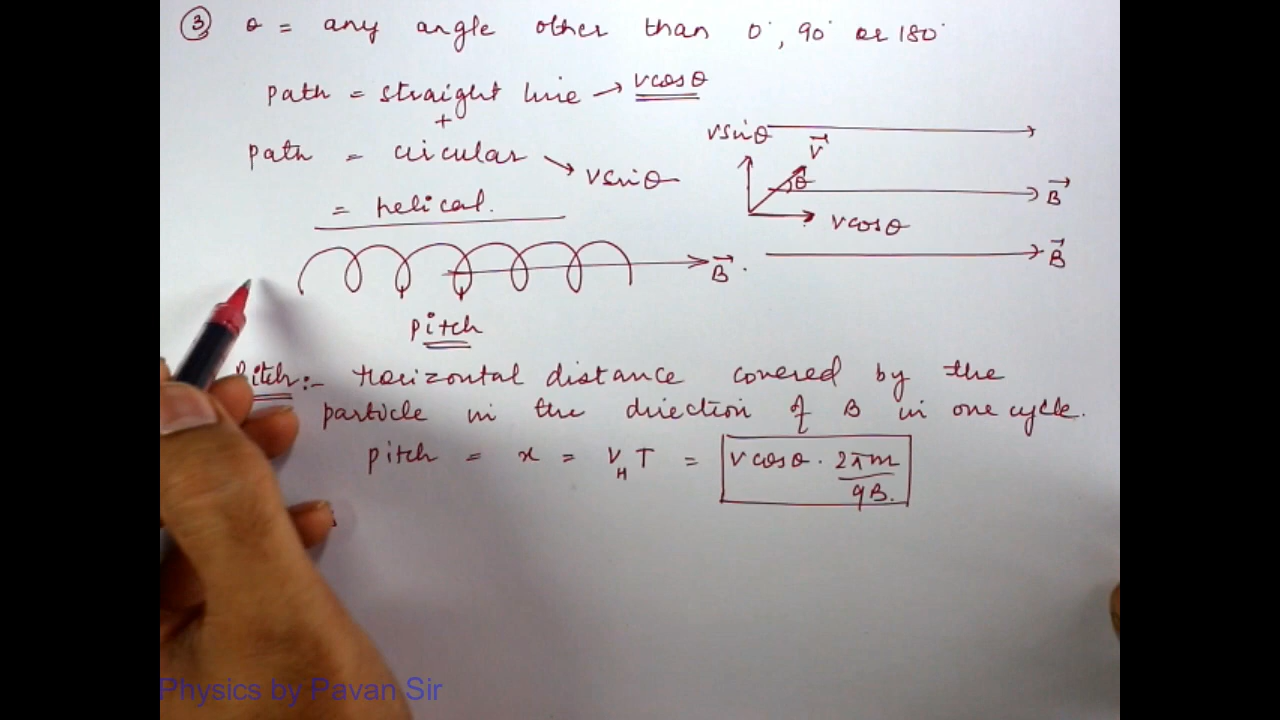 ③ θ = any angle other than 0°, 90° or 180°
path = straight line → vcosθ
+
path = circular → vsinθ
= helical.
vsinθ
V⃗
θ
B⃗
vcosθ
B⃗
B⃗.
pitch
Pitch:- Horizontal distance covered by the
particle in the direction of B in one cycle.
pitch = x = V_H T = v cosθ · 2πm/qB.
Physics by Pavan Sir